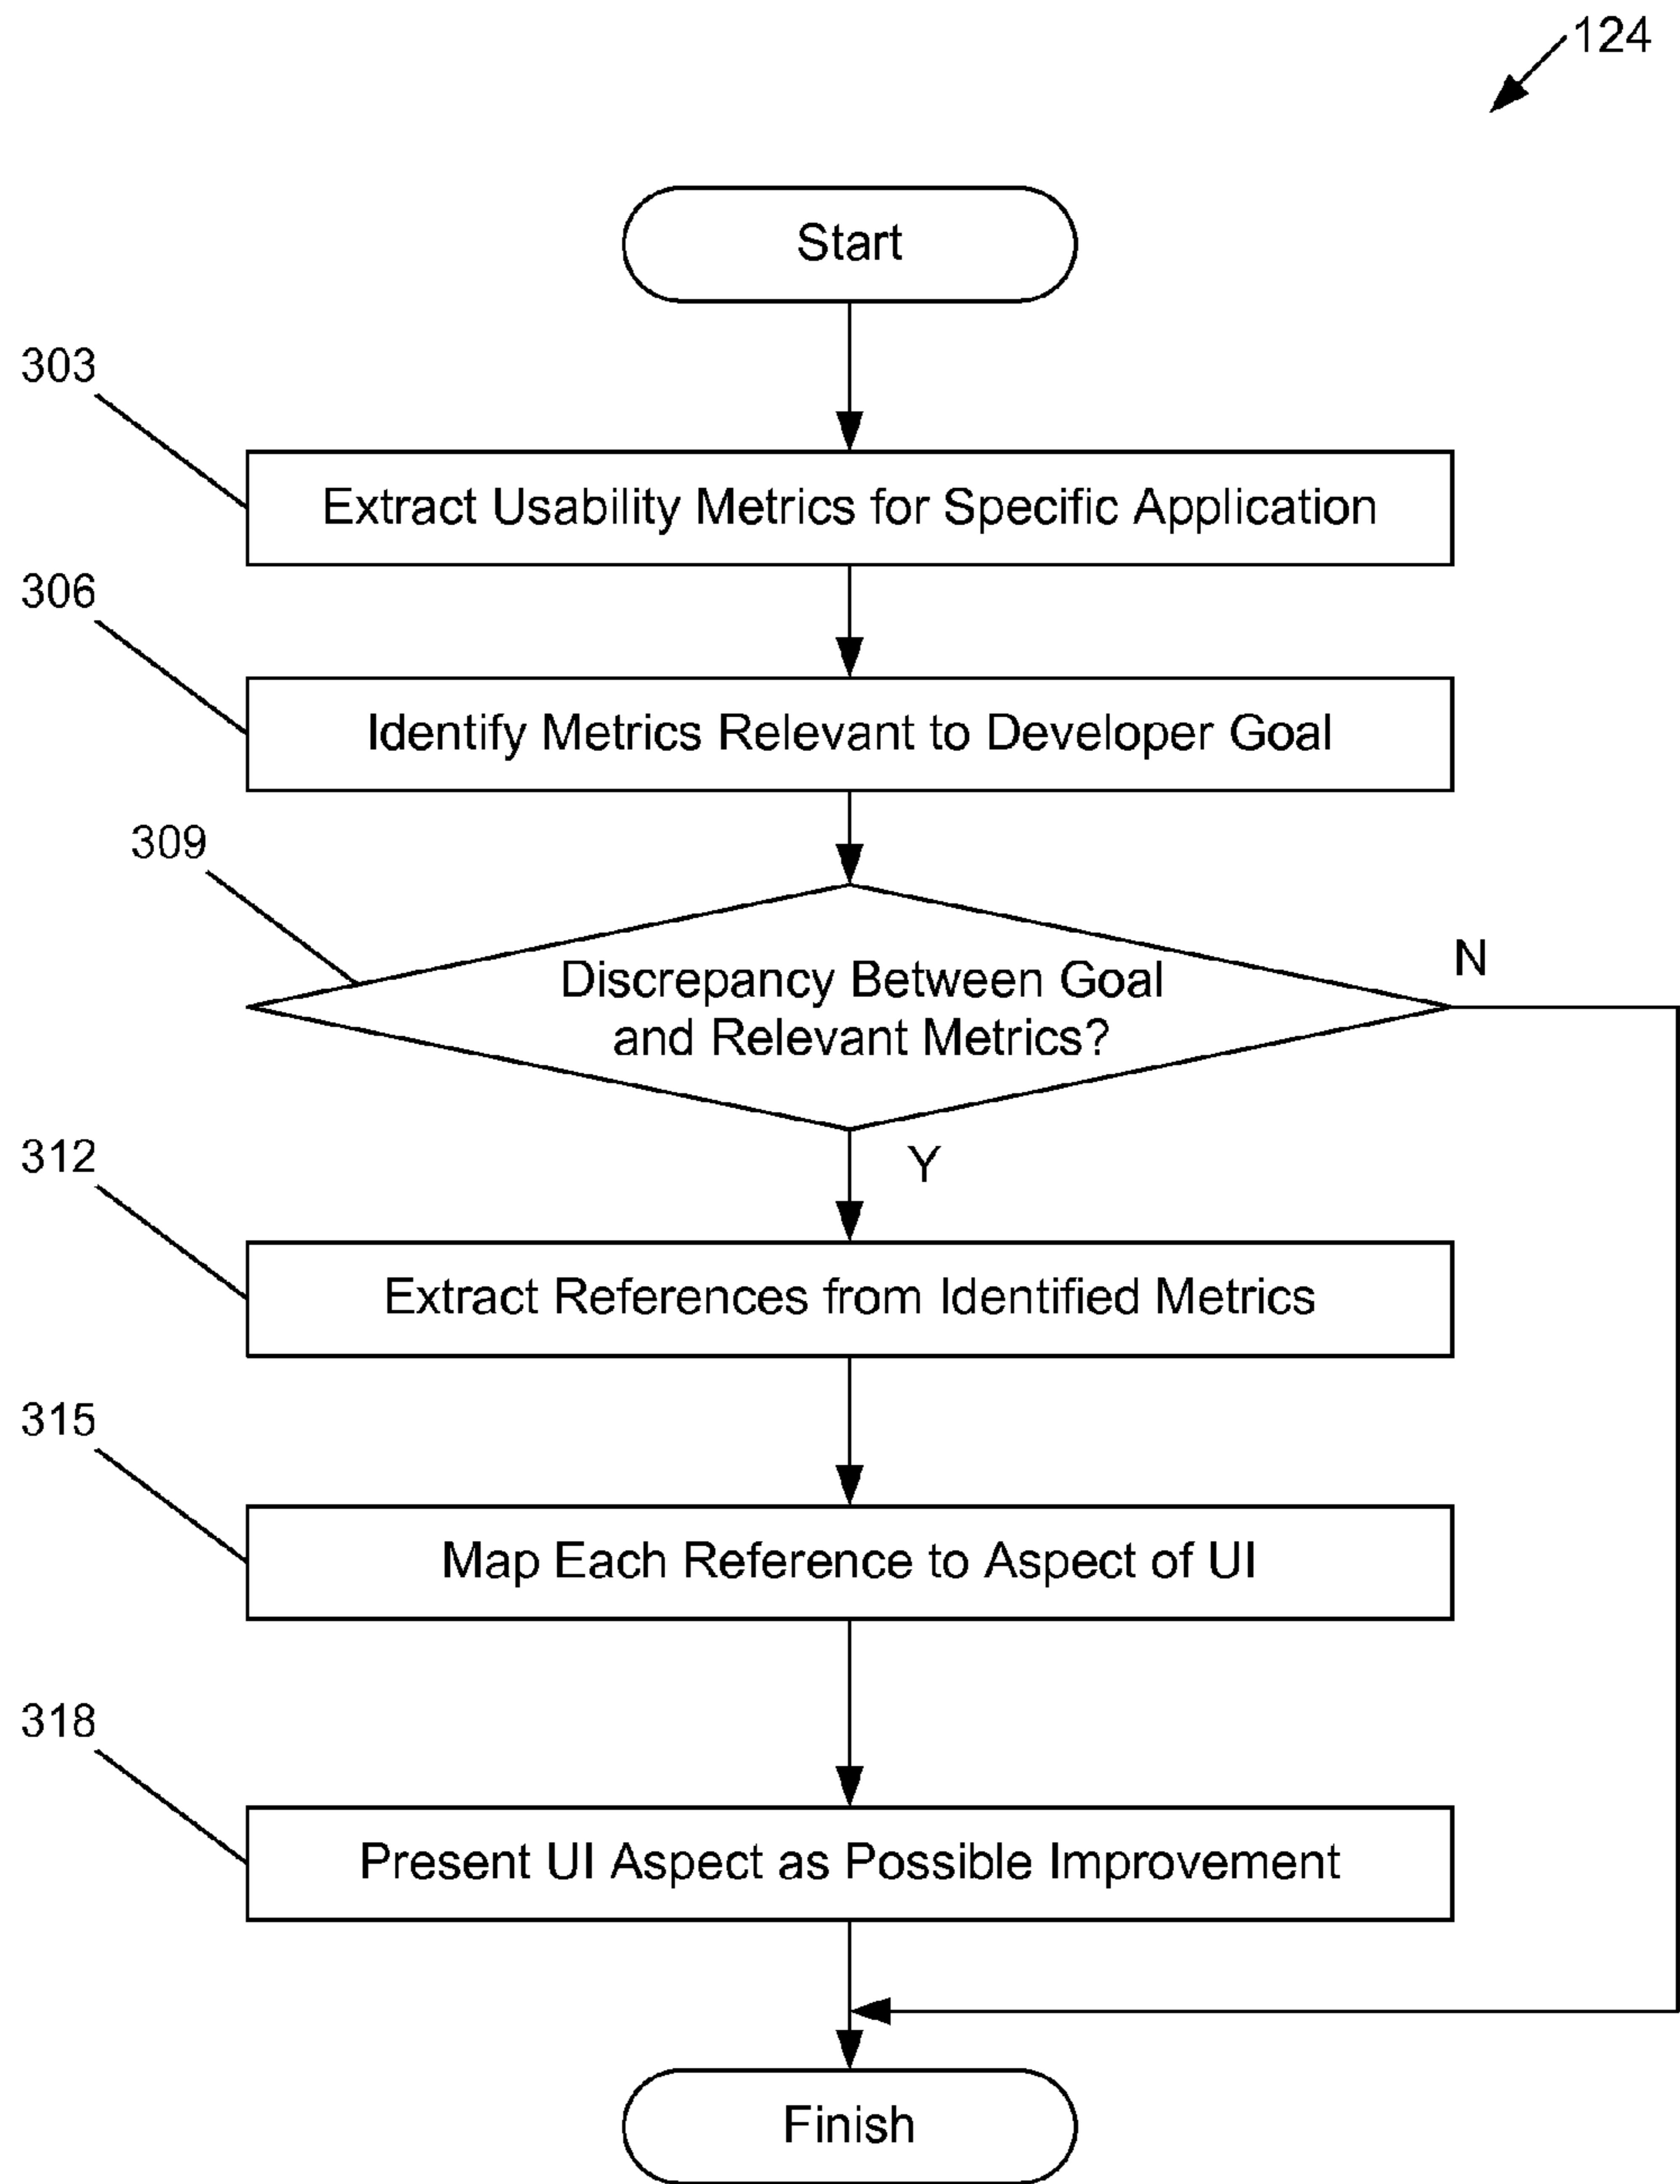 124
Start
303
Extract Usability Metrics for Specific Application
306
Identify Metrics Relevant to Developer Goal
309
Discrepancy Between Goal
and Relevant Metrics?
N
Y
312
Extract References from Identified Metrics
315
Map Each Reference to Aspect of UI
318
Present UI Aspect as Possible Improvement
Finish